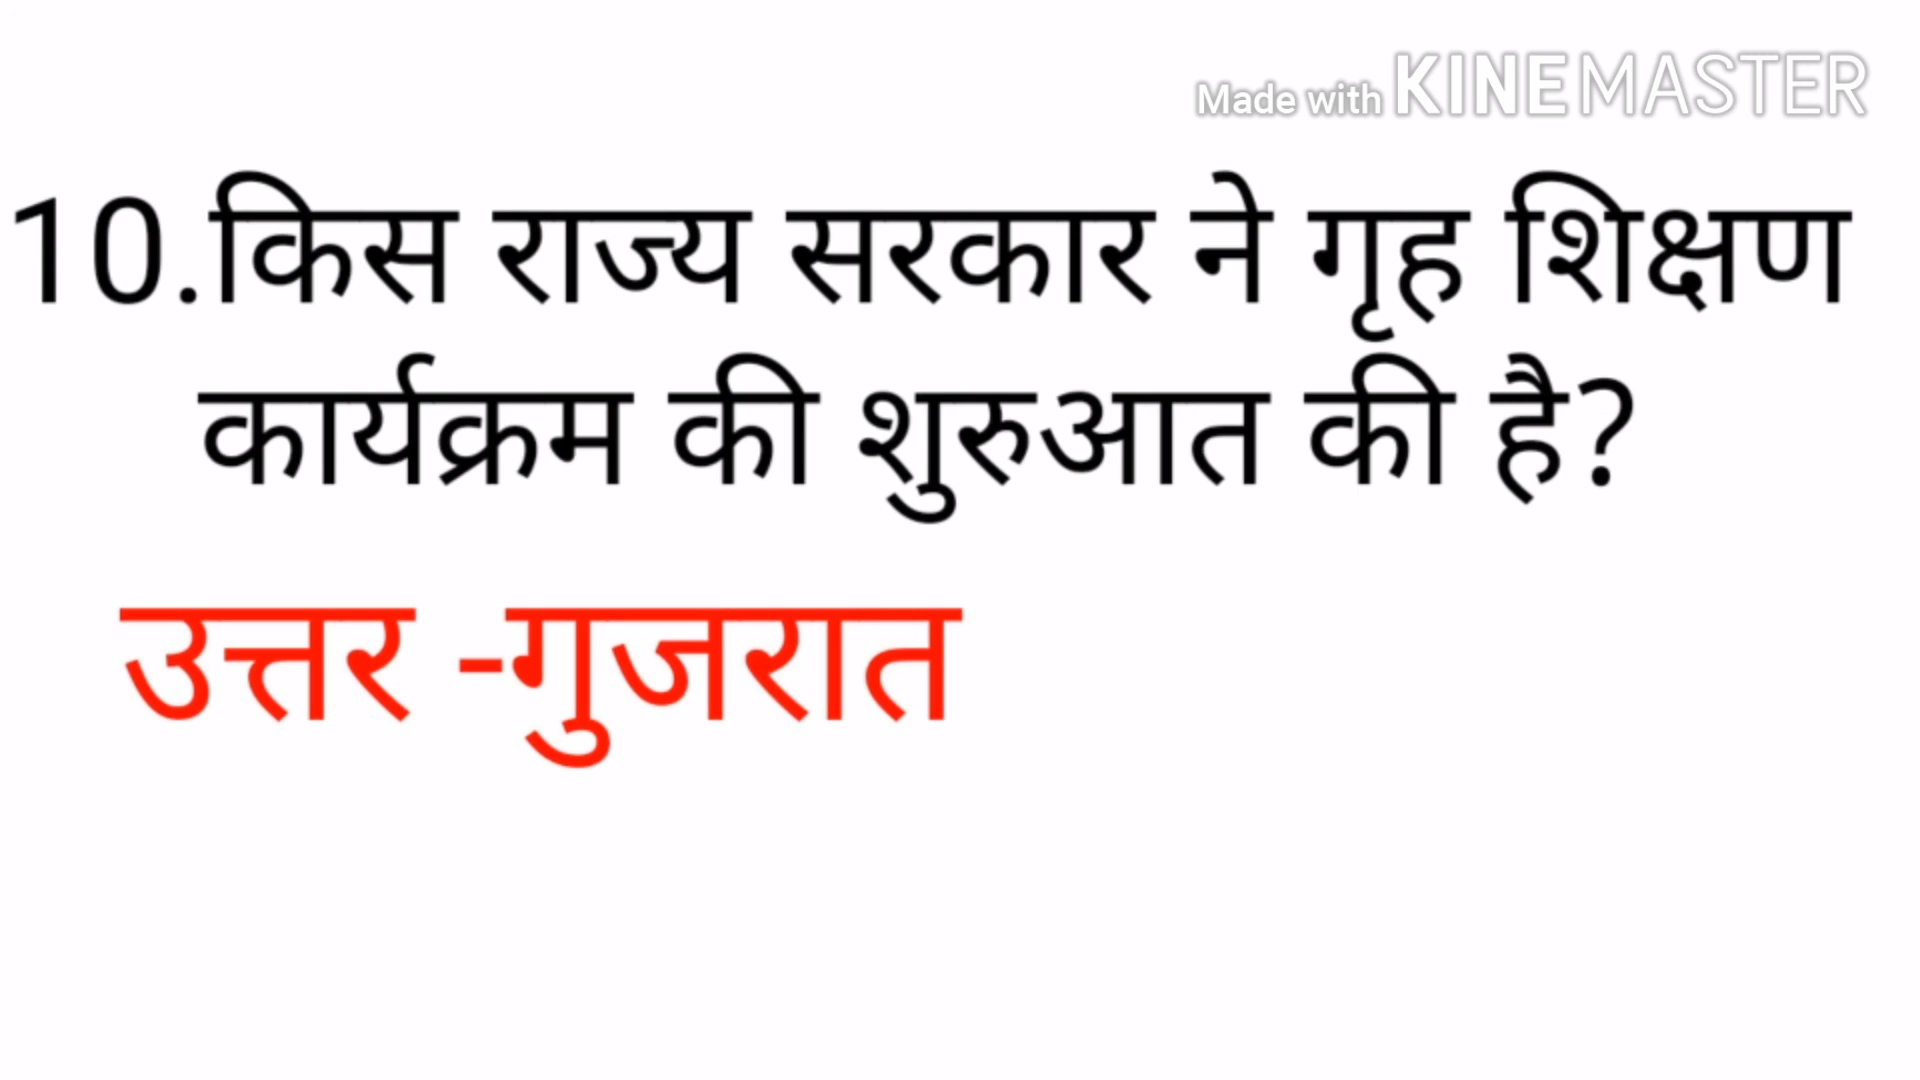 Made with KINEMASTER
10.किस राज्य सरकार ने गृह शिक्षण
कार्यक्रम की शुरुआत की है?
उत्तर -गुजरात